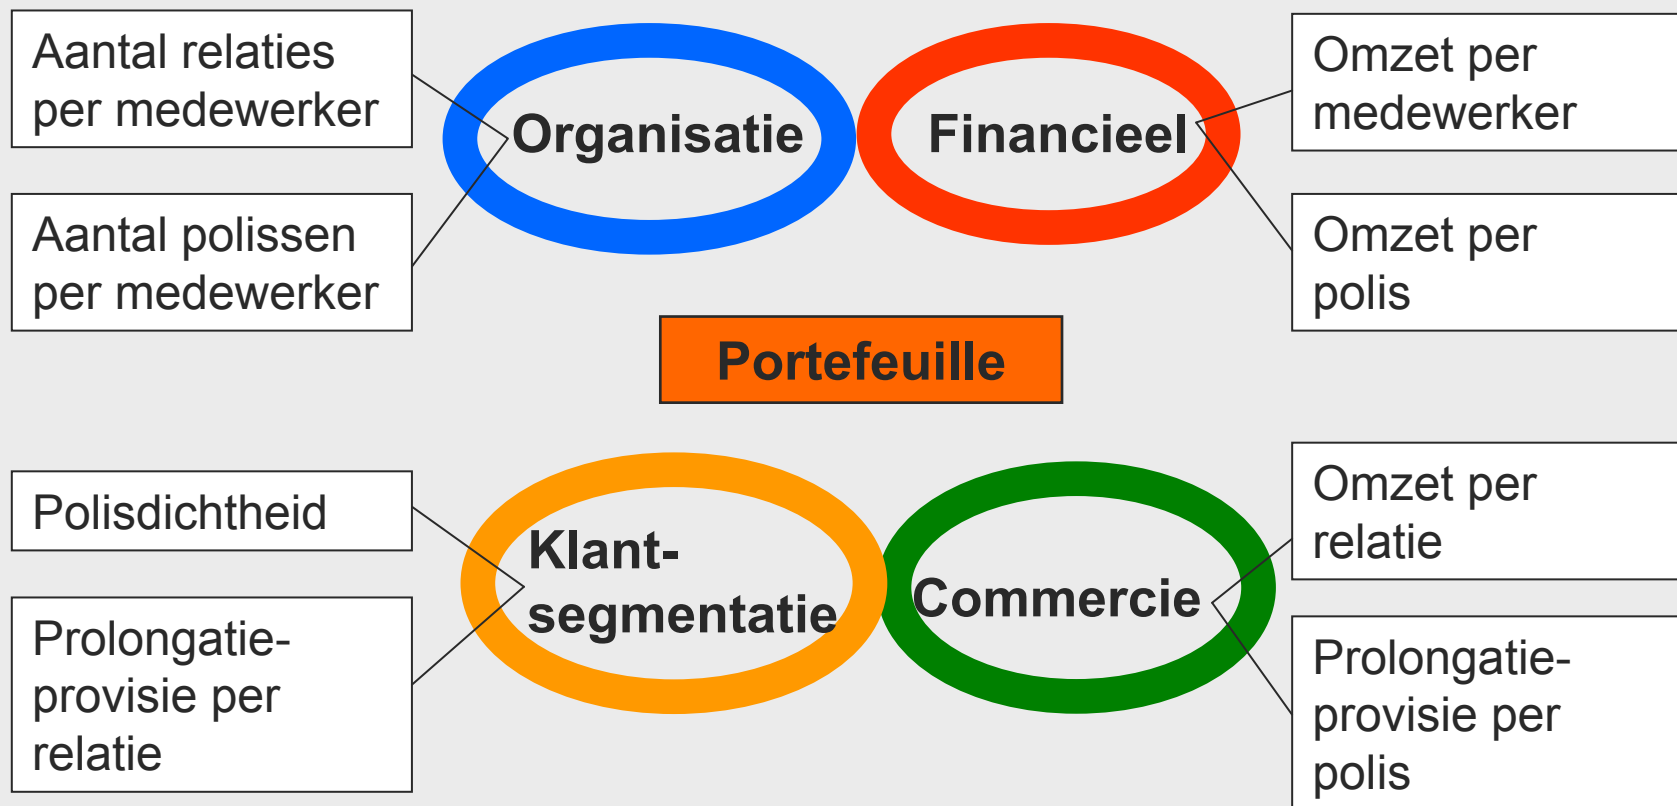 Aantal relaties
per medewerker
Organisatie
Financieel
Omzet per
medewerker
Aantal polissen
per medewerker
Omzet per
polis
Portefeuille
Polisdichtheid
Klant-
segmentatie
Commercie
Omzet per
relatie
Prolongatie-
provisie per
relatie
Prolongatie-
provisie per
polis